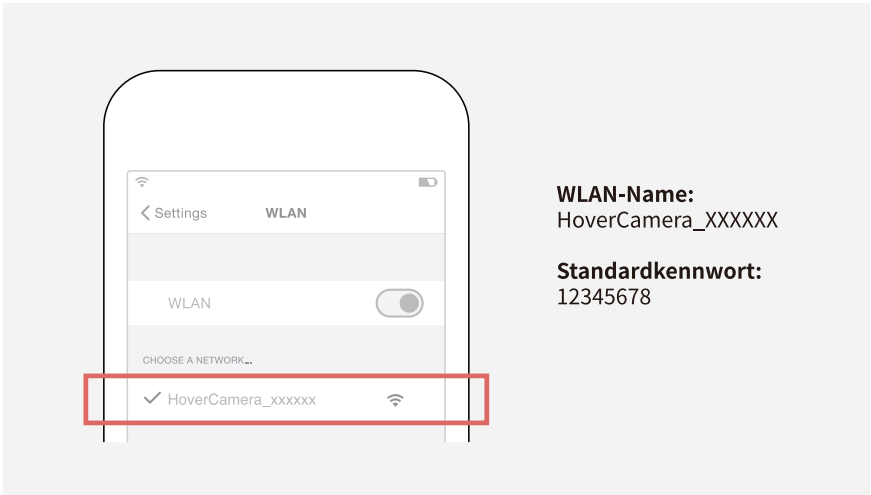 Settings
WLAN
WLAN
CHOOSE A NETWORK...
HoverCamera_xxxxxx
WLAN-Name:
HoverCamera_XXXXXX
Standardkennwort:
12345678